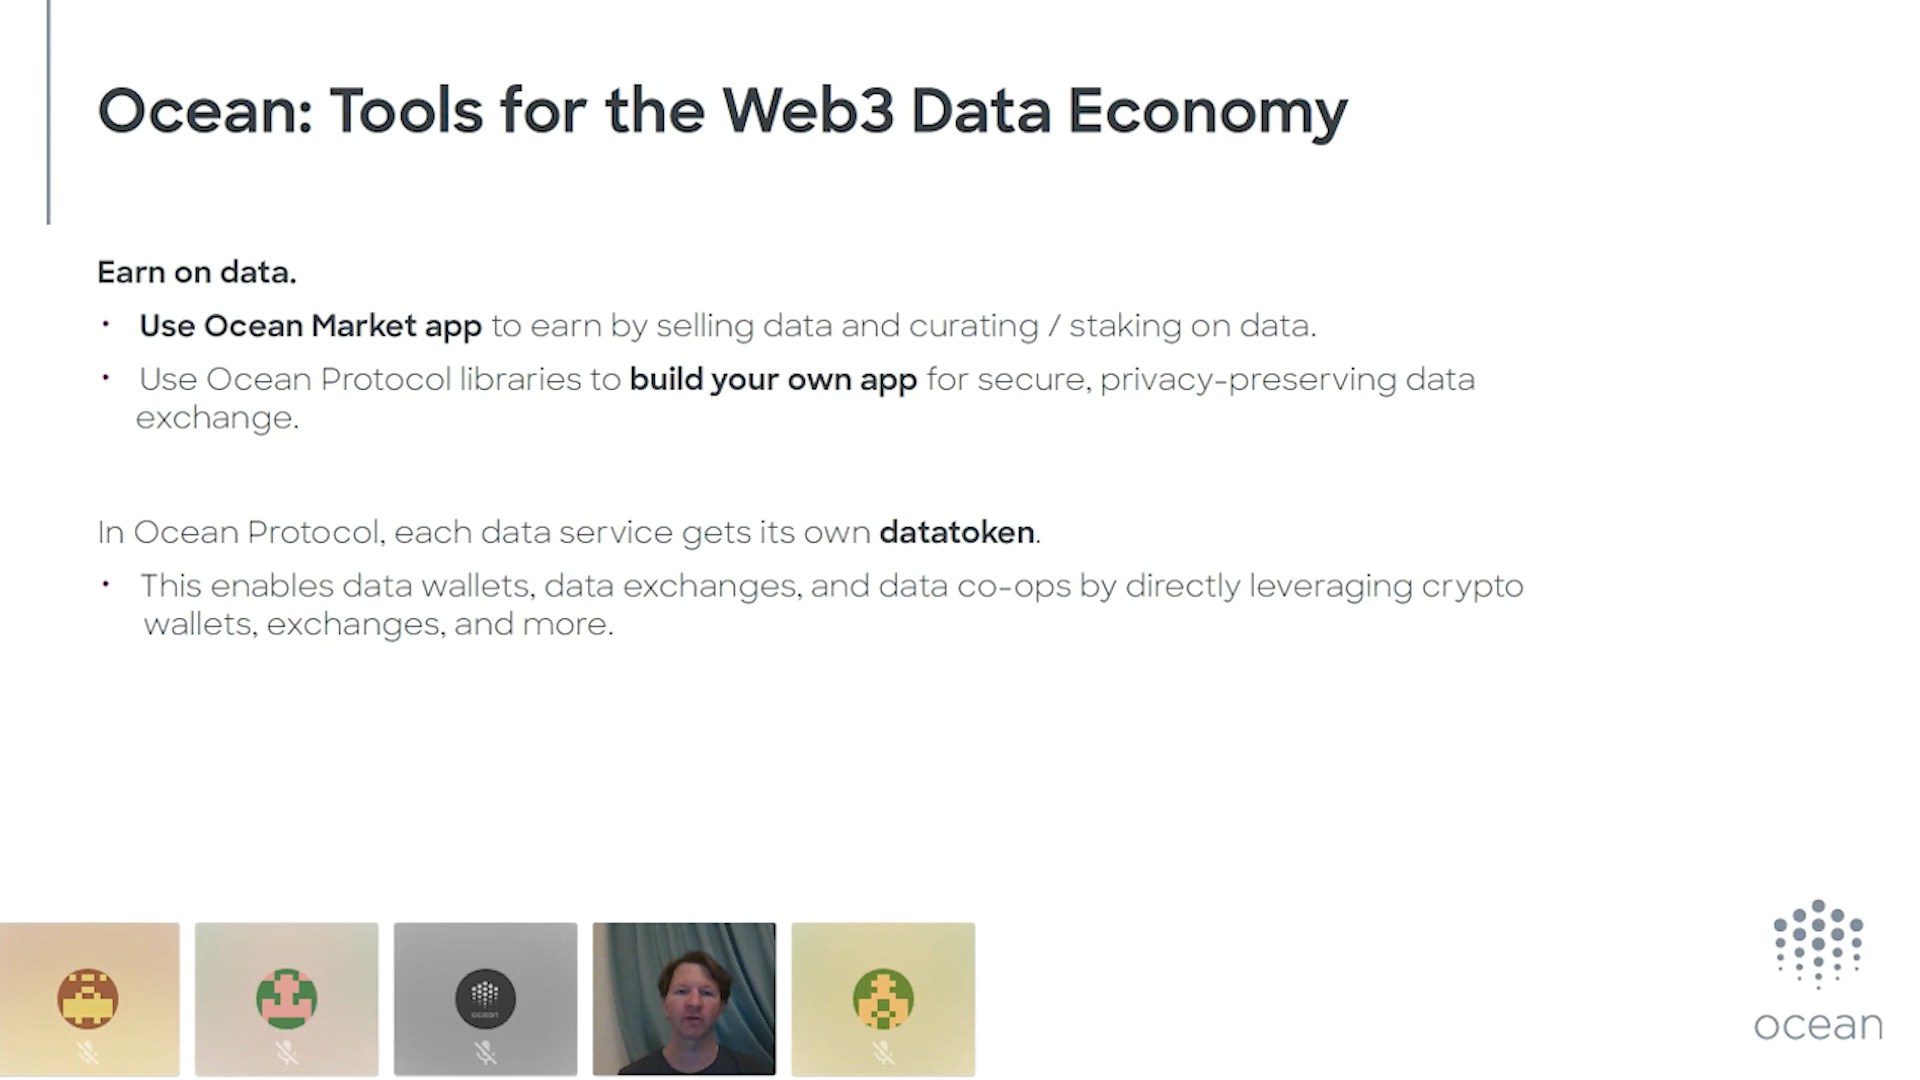 Ocean: Tools for the Web3 Data Economy
Earn on data.
• Use Ocean Market app to earn by selling data and curating / staking on data.
• Use Ocean Protocol libraries to build your own app for secure, privacy-preserving data
exchange.
In Ocean Protocol, each data service gets its own datatoken.
• This enables data wallets, data exchanges, and data co-ops by directly leveraging crypto
wallets, exchanges, and more.
ocean
ocean